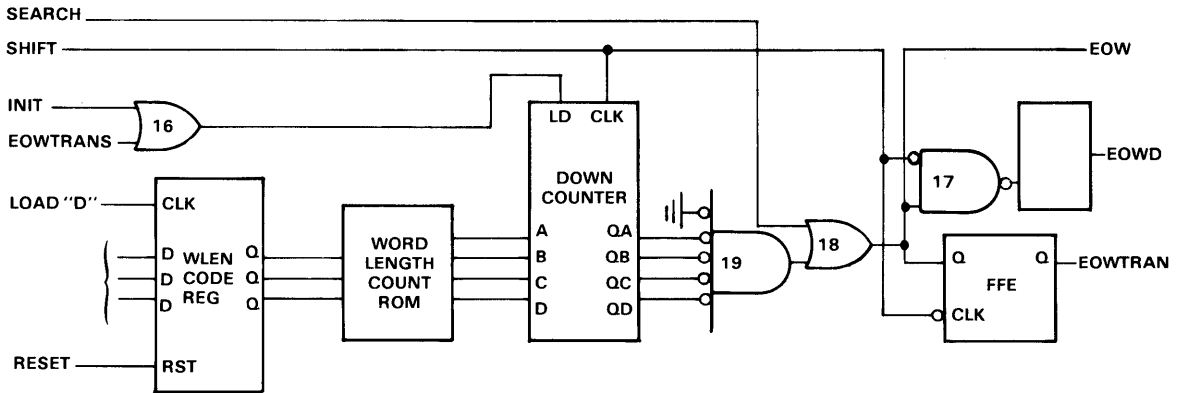 SEARCH
SHIFT
EOW
INIT
16
EOWTRANS
LD CLK
DOWN
COUNTER
17
EOWD
LOAD "D"
CLK
D WLEN Q
D CODE Q
D REG Q
RESET
RST
WORD
LENGTH
COUNT
ROM
A QA
B QB
C QC
D QD
19
18
Q Q
FFE
CLK
EOWTRAN